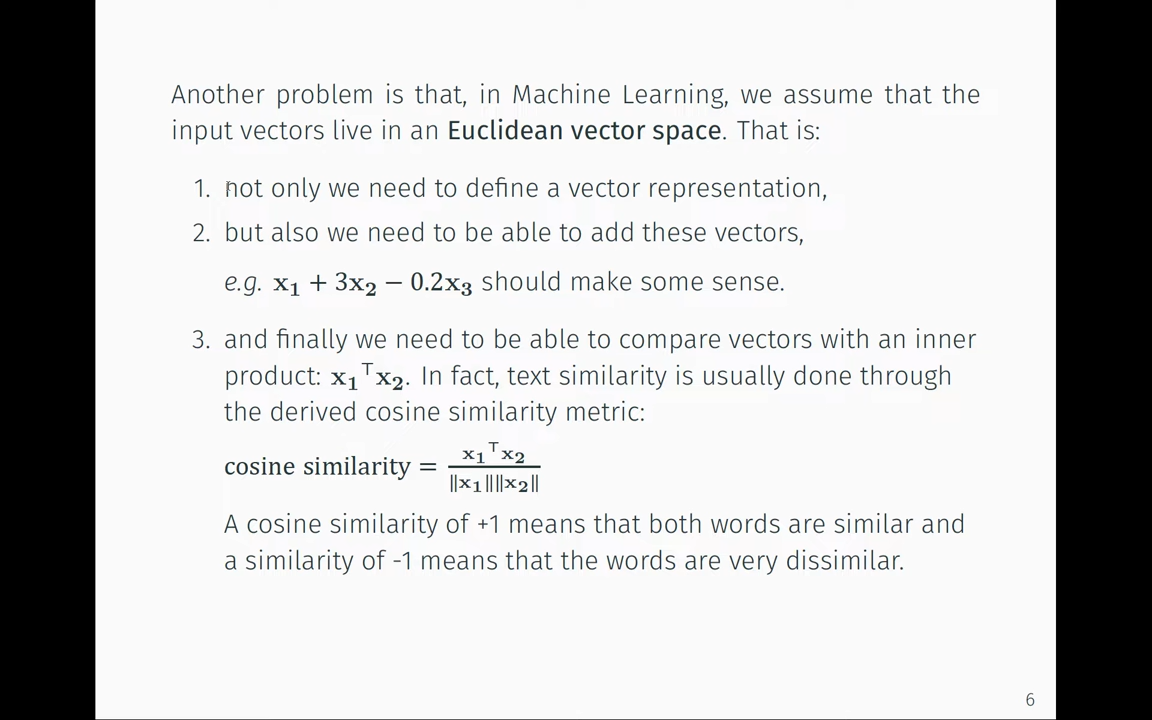 Another problem is that, in Machine Learning, we assume that the
input vectors live in an Euclidean vector space. That is:
1. not only we need to define a vector representation,
2. but also we need to be able to add these vectors,
e.g. x₁ + 3x₂ − 0.2x₃ should make some sense.
3. and finally we need to be able to compare vectors with an inner
product: x₁ᵀx₂. In fact, text similarity is usually done through
the derived cosine similarity metric:
cosine similarity = x₁ᵀx₂ / ‖x₁‖‖x₂‖
A cosine similarity of +1 means that both words are similar and
a similarity of -1 means that the words are very dissimilar.
6